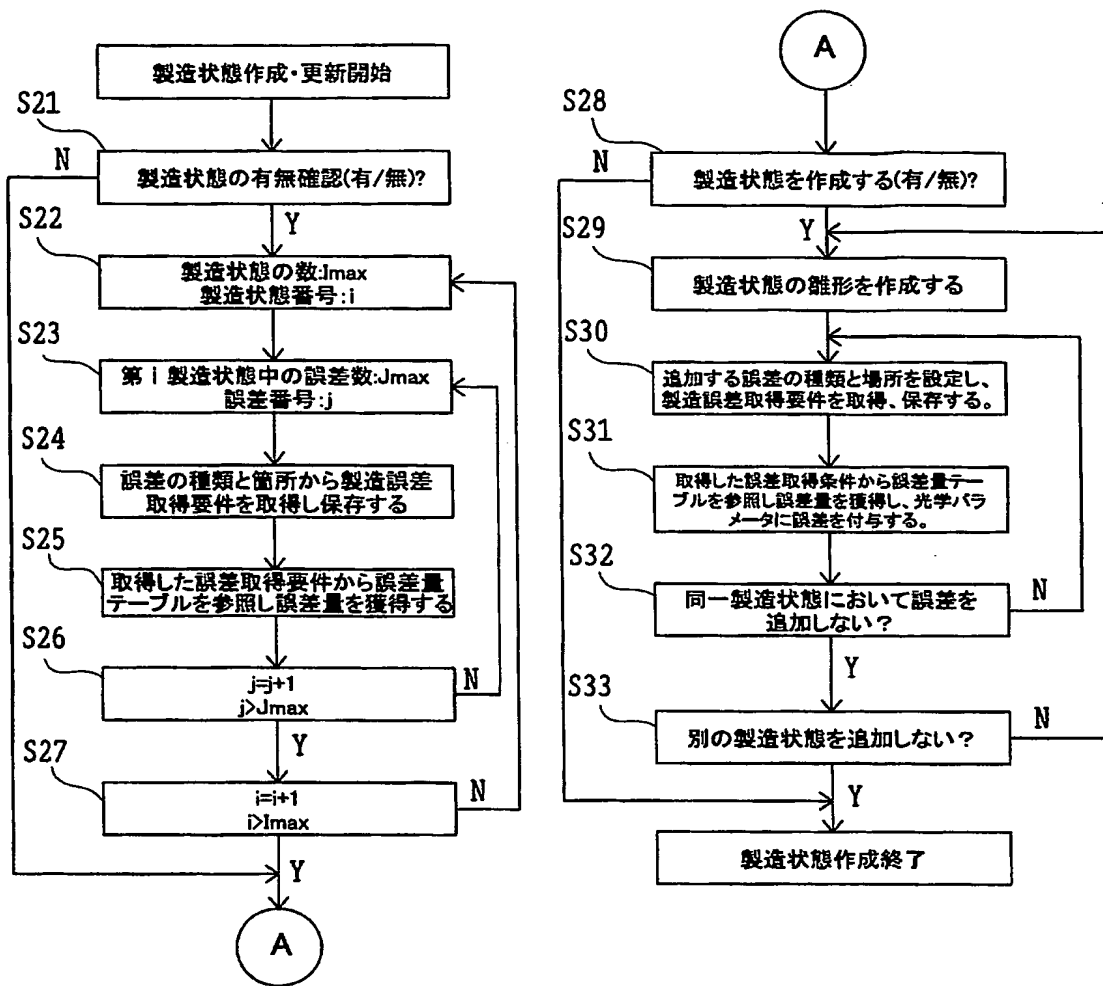 製造状態作成・更新開始
S21
N
製造状態の有無確認(有/無)?
Y
S22
製造状態の数:Imax
製造状態番号:i
S23
第i製造状態中の誤差数:Jmax
誤差番号:j
S24
誤差の種類と箇所から製造誤差
取得要件を取得し保存する
S25
取得した誤差取得要件から誤差量
テーブルを参照し誤差量を獲得する
S26
j=j+1
j>Jmax
N
Y
S27
i=i+1
i>Imax
N
Y
A
A
S28
N
製造状態を作成する(有/無)?
Y
S29
製造状態の雛形を作成する
S30
追加する誤差の種類と場所を設定し、
製造誤差取得要件を取得、保存する。
S31
取得した誤差取得条件から誤差量テー
ブルを参照し誤差量を獲得し、光学パラ
メータに誤差を付与する。
S32
同一製造状態において誤差を
追加しない?
N
Y
S33
別の製造状態を追加しない?
N
Y
製造状態作成終了